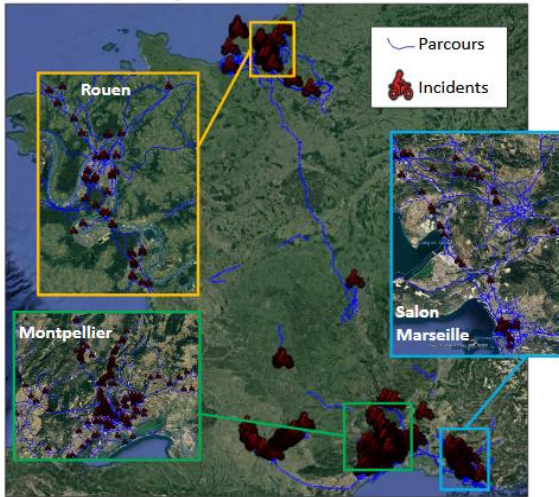 Parcours
Incidents
Rouen
Salon
Marseille
Montpellier